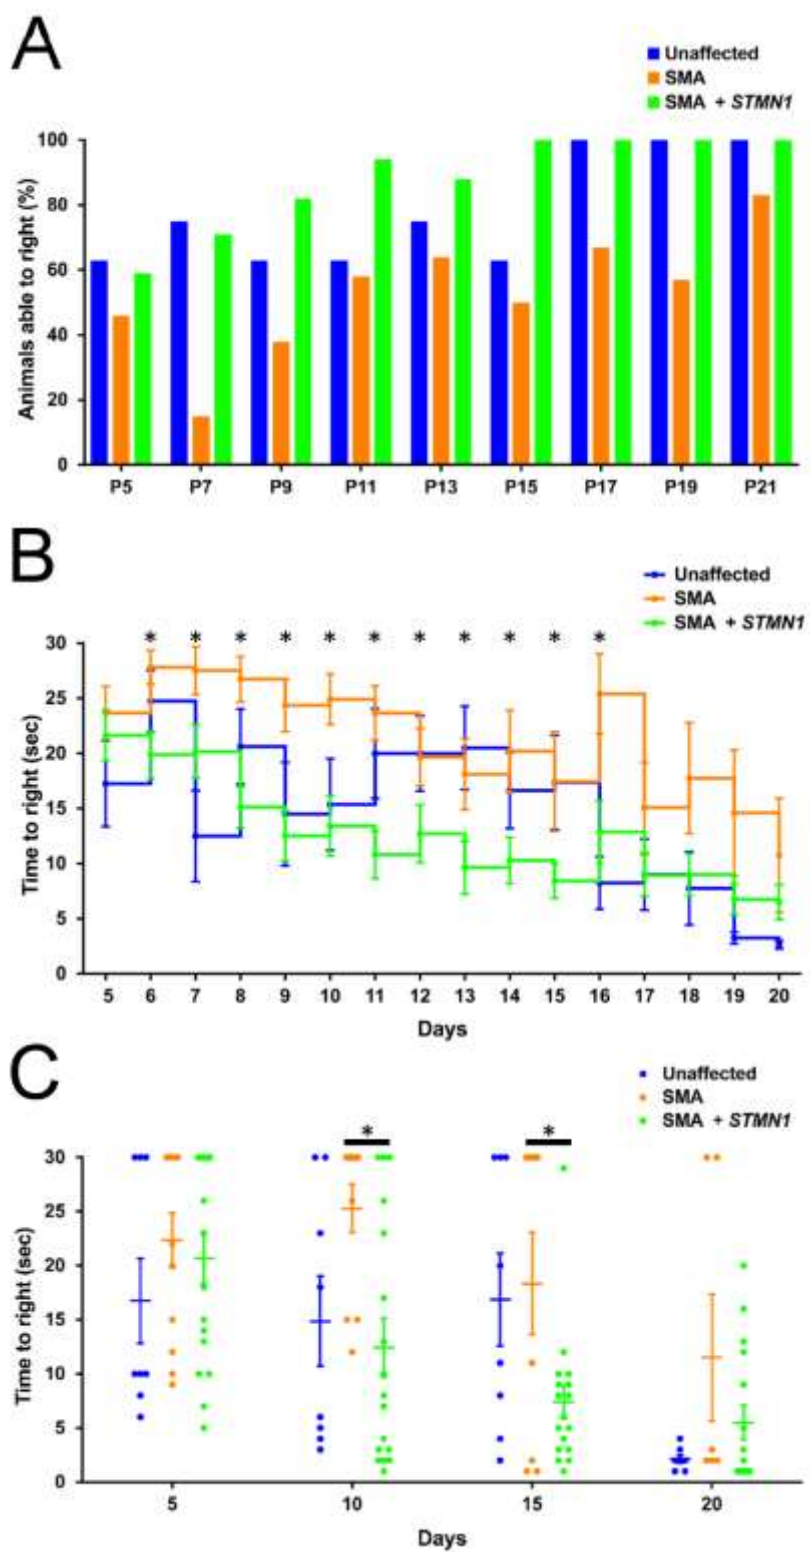 A
Unaffected
SMA
SMA + STMN1
Animals able to right (%)
100
80
60
40
20
0
P5 P7 P9 P11 P13 P15 P17 P19 P21
B
Unaffected
SMA
SMA + STMN1
Time to right (sec)
* * * * * * * * * * *
30
25
20
15
10
5
0
5 6 7 8 9 10 11 12 13 14 15 16 17 18 19 20
Days
C
Unaffected
SMA
SMA + STMN1
Time to right (sec)
* *
30
25
20
15
10
5
0
5 10 15 20
Days